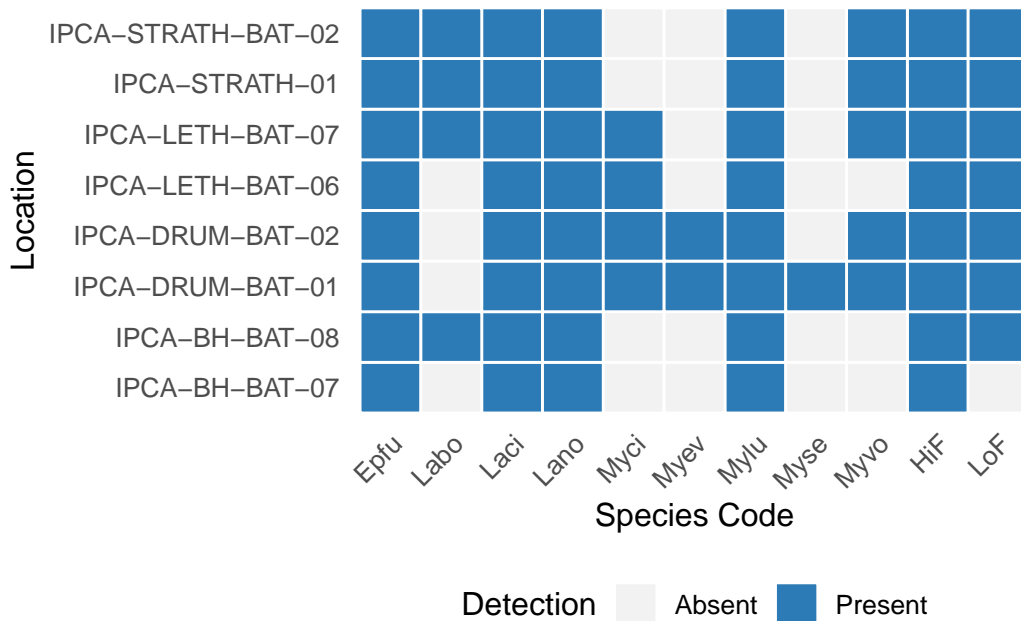 IPCA−STRATH−BAT−02
IPCA−STRATH−01
IPCA−LETH−BAT−07
IPCA−LETH−BAT−06
IPCA−DRUM−BAT−02
IPCA−DRUM−BAT−01
IPCA−BH−BAT−08
IPCA−BH−BAT−07
Location
Epfu Labo Laci Lano Myci Myev Mylu Myse Myvo HiF LoF
Species Code
Detection Absent Present